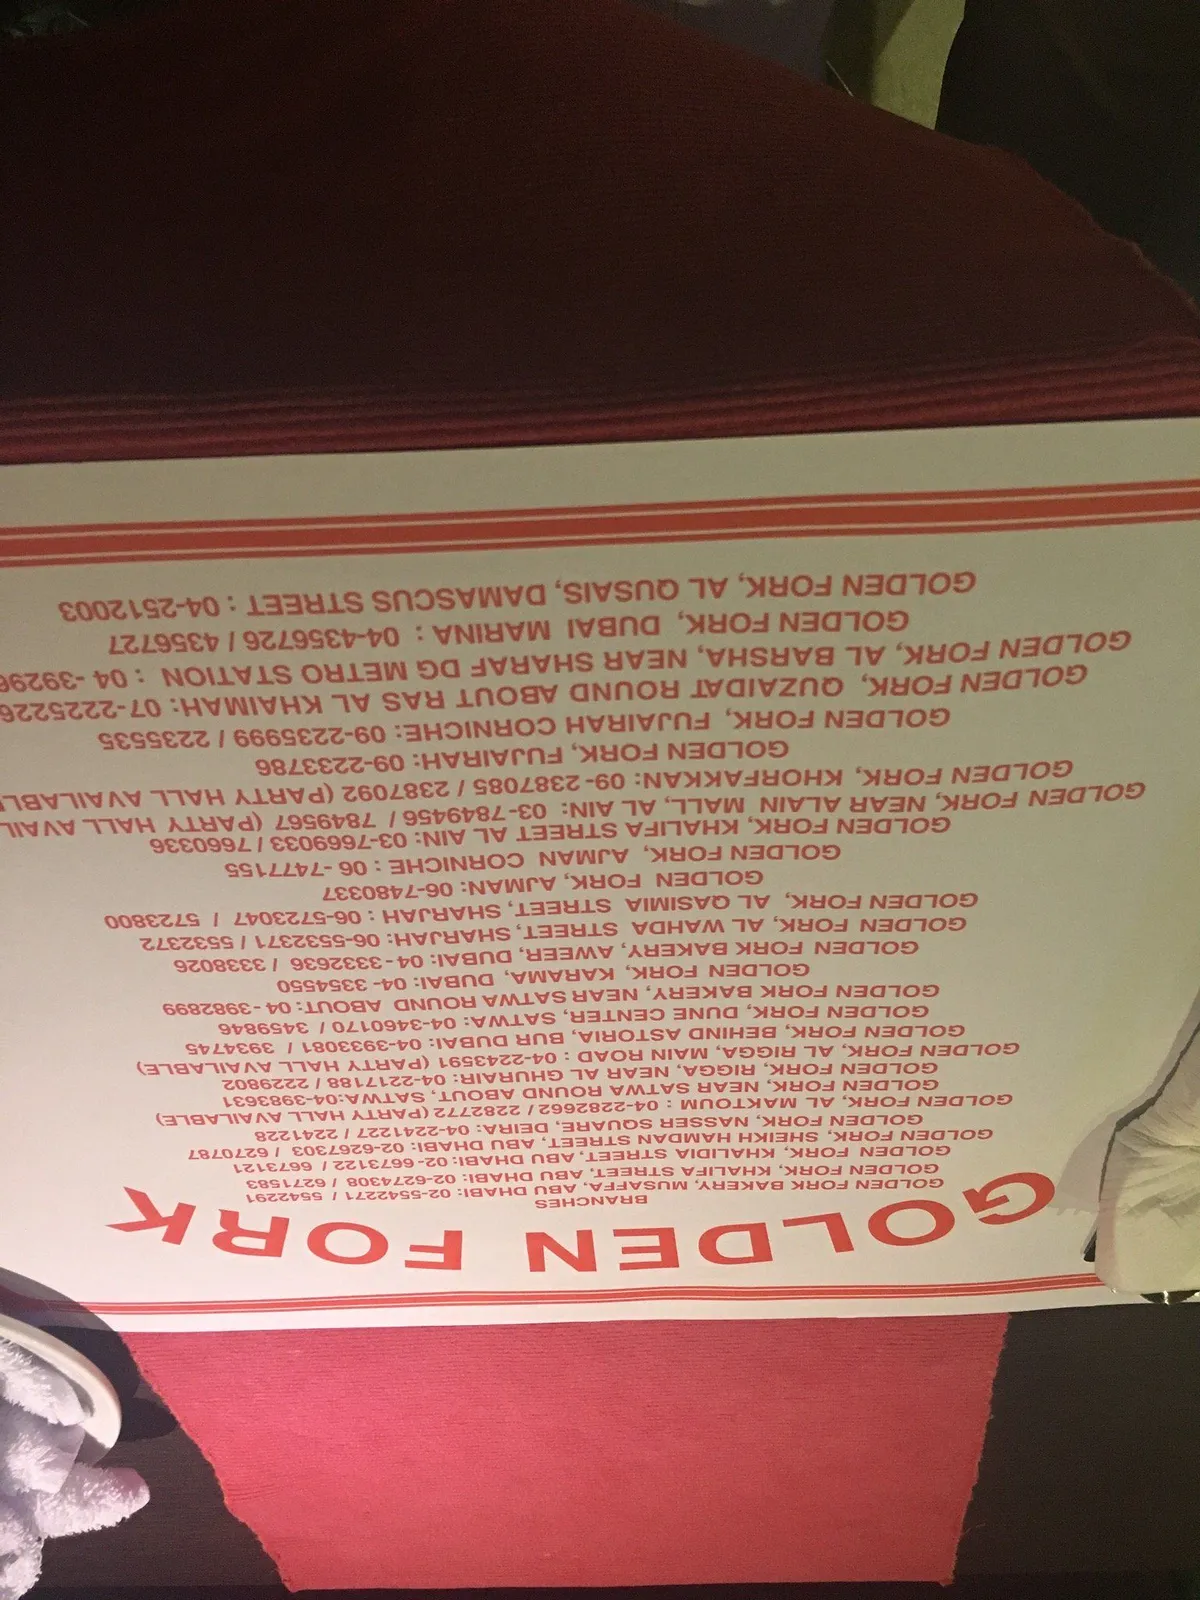 GOLDEN FORK
BRANCHES
GOLDEN FORK BAKERY, MUSAFFA, ABU DHABI: 02-5542271 / 5542291
GOLDEN FORK, KHALIFA STREET, ABU DHABI: 02-6274308 / 6271583
GOLDEN FORK, KHALIDIA STREET, ABU DHABI: 02-6673122 / 6673121
GOLDEN FORK, SHEIKH HAMDAN STREET, ABU DHABI: 02-6267303 / 6270787
GOLDEN FORK, NASSER SQUARE, DEIRA: 04-2241227 / 2241228
GOLDEN FORK, AL MAKTOUM : 04-2282662 / 2282772 (PARTY HALL AVAILABLE)
GOLDEN FORK, NEAR SATWA ROUND ABOUT, SATWA:04-3983631
GOLDEN FORK, RIGGA, NEAR AL GHURAIR: 04-2217188 / 2229802
GOLDEN FORK, AL RIGGA, MAIN ROAD : 04-2243591 (PARTY HALL AVAILABLE)
GOLDEN FORK, BEHIND ASTORIA, BUR DUBAI: 04-3933081 / 3934745
GOLDEN FORK, DUNE CENTER, SATWA: 04-3460170 / 3459846
GOLDEN FORK BAKERY, NEAR SATWA ROUND ABOUT: 04-3982899
GOLDEN FORK, KARAMA, DUBAI: 04-3354550
GOLDEN FORK BAKERY, AWEER, DUBAI: 04-3332636 / 3338026
GOLDEN FORK, AL WAHDA STREET, SHARJAH: 06-5532371 / 5532372
GOLDEN FORK, AL QASIMIA STREET, SHARJAH : 06-5723047 / 5723800
GOLDEN FORK, AJMAN: 06-7480337
GOLDEN FORK, AJMAN CORNICHE : 06-7477155
GOLDEN FORK, KHALIFA STREET AL AIN: 03-7669033 / 7660336
GOLDEN FORK, NEAR ALAIN MALL, AL AIN: 03-7849456 / 7849567 (PARTY HALL AVAIL
GOLDEN FORK, KHORFAKKAN: 09-2387085 / 2387092 (PARTY HALL AVAILABL
GOLDEN FORK, FUJAIRAH: 09-2233786
GOLDEN FORK, FUJAIRAH CORNICHE: 09-2235999 / 2235535
GOLDEN FORK, QUZAIDAT ROUND ABOUT RAS AL KHAIMAH: 07-2225226
GOLDEN FORK, AL BARSHA, NEAR SHARAF DG METRO STATION : 04-39296
GOLDEN FORK, DUBAI MARINA : 04-4356726 / 4356727
GOLDEN FORK, AL QUSAIS, DAMASCUS STREET : 04-2512003